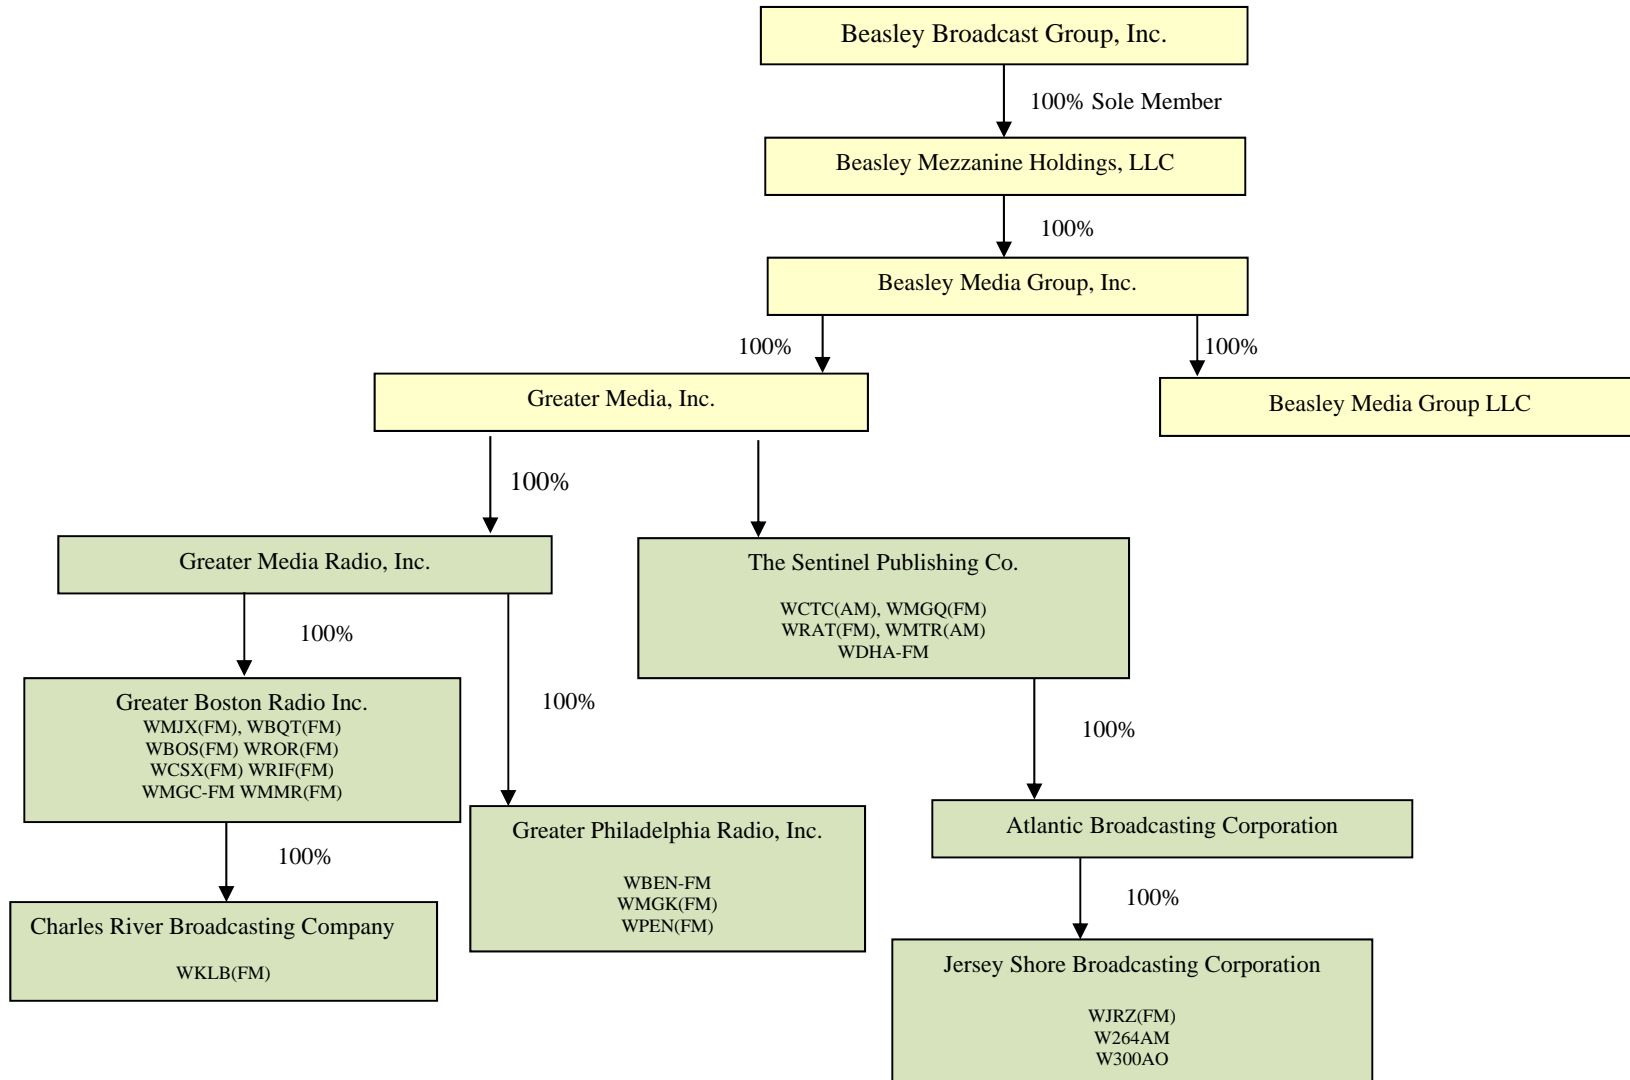 Beasley Broadcast Group, Inc.
100% Sole Member
Beasley Mezzanine Holdings, LLC
100%
Beasley Media Group, Inc.
100%
100%
Greater Media, Inc.
Beasley Media Group LLC
100%
Greater Media Radio, Inc.
The Sentinel Publishing Co.
WCTC(AM), WMGQ(FM)
WRAT(FM), WMTR(AM)
WDHA-FM
100%
100%
100%
Greater Boston Radio Inc.
WMJX(FM), WBQT(FM)
WBOS(FM) WROR(FM)
WCSX(FM) WRIF(FM)
WMGC-FM WMMR(FM)
Greater Philadelphia Radio, Inc.
WBEN-FM
WMGK(FM)
WPEN(FM)
Atlantic Broadcasting Corporation
100%
100%
Charles River Broadcasting Company
WKLB(FM)
Jersey Shore Broadcasting Corporation
WJRZ(FM)
W264AM
W300AO